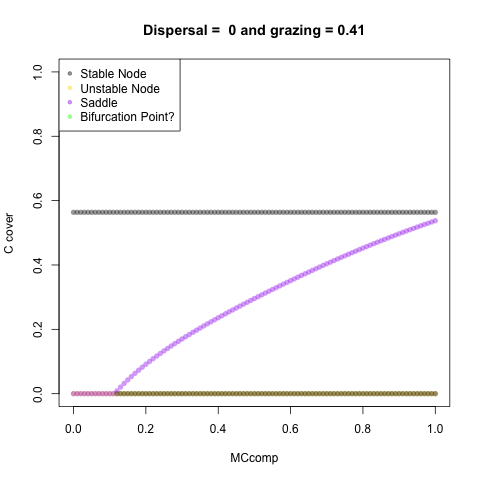 Dispersal =  0 and grazing = 0.41
Stable Node
Unstable Node
Saddle
Bifurcation Point?
1.0
0.8
0.6
0.4
0.2
0.0
C cover
0.0 0.2 0.4 0.6 0.8 1.0
MCcomp